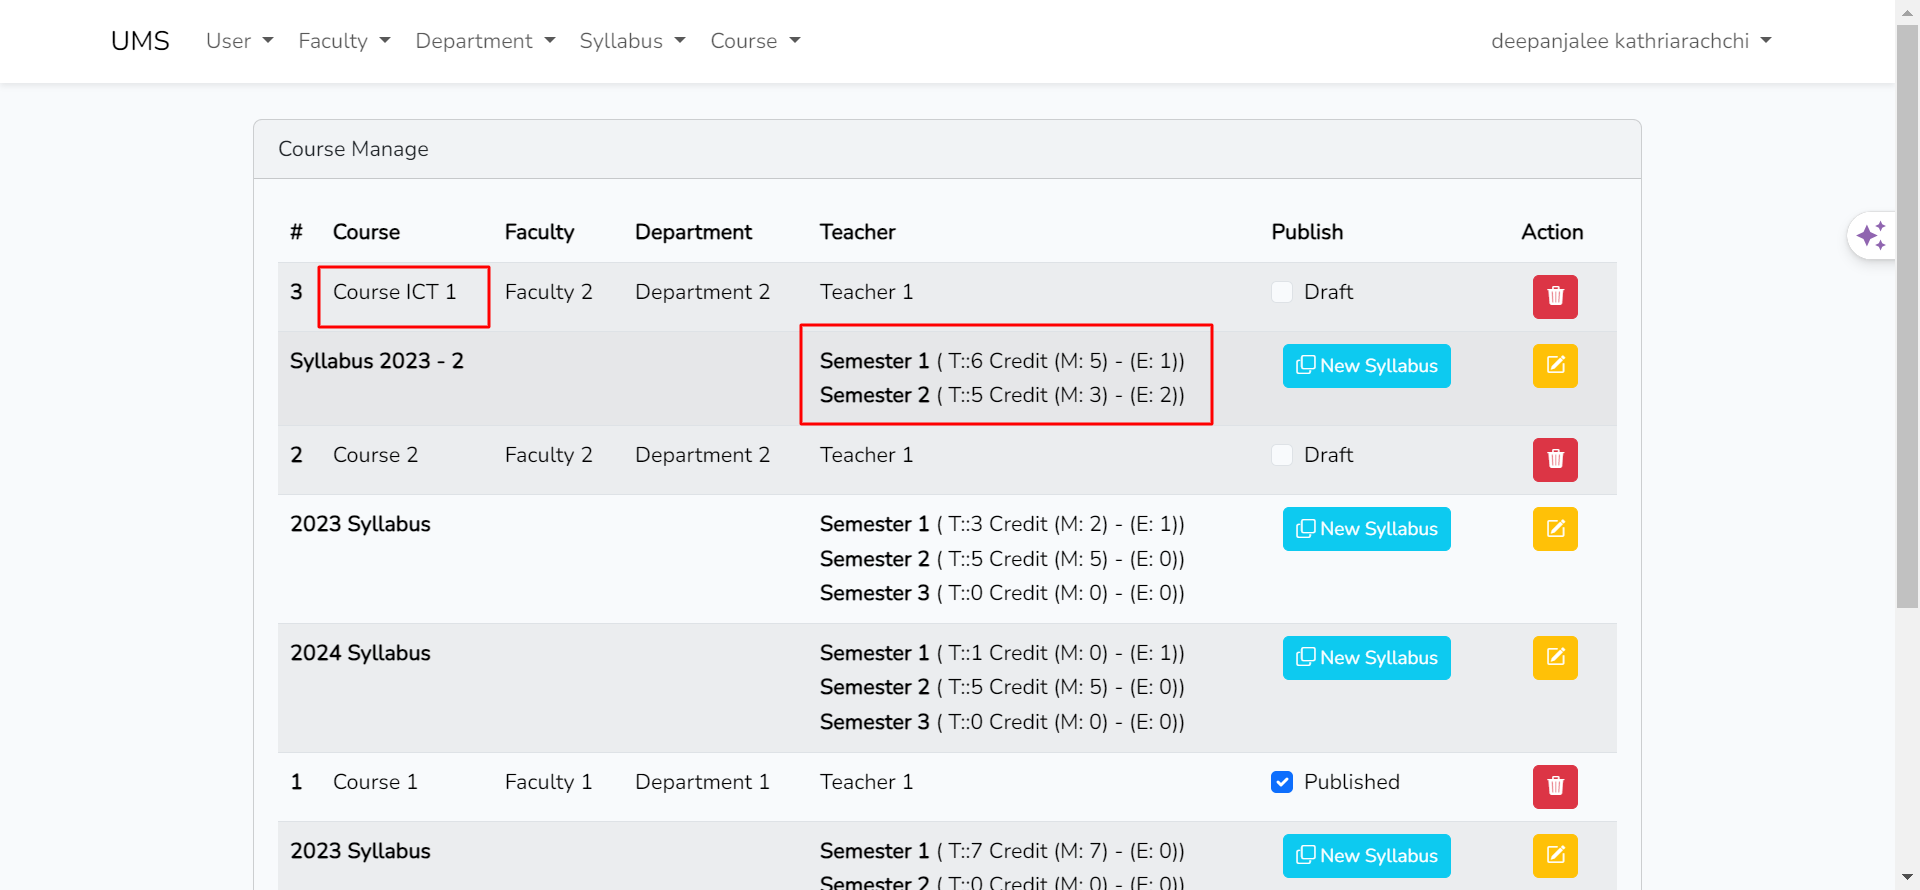 UMS User Faculty Department Syllabus Course deepanjalee kathriarachchi
Course Manage
# Course Faculty Department Teacher Publish Action
3 Course ICT 1 Faculty 2 Department 2 Teacher 1 Draft
Syllabus 2023 - 2 Semester 1 ( T::6 Credit (M: 5) - (E: 1)) New Syllabus
Semester 2 ( T::5 Credit (M: 3) - (E: 2))
2 Course 2 Faculty 2 Department 2 Teacher 1 Draft
2023 Syllabus Semester 1 ( T::3 Credit (M: 2) - (E: 1)) New Syllabus
Semester 2 ( T::5 Credit (M: 5) - (E: 0))
Semester 3 ( T::0 Credit (M: 0) - (E: 0))
2024 Syllabus Semester 1 ( T::1 Credit (M: 0) - (E: 1)) New Syllabus
Semester 2 ( T::5 Credit (M: 5) - (E: 0))
Semester 3 ( T::0 Credit (M: 0) - (E: 0))
1 Course 1 Faculty 1 Department 1 Teacher 1 Published
2023 Syllabus Semester 1 ( T::7 Credit (M: 7) - (E: 0)) New Syllabus
Semester 2 ( T::0 Credit (M: 0) - (E: 0))